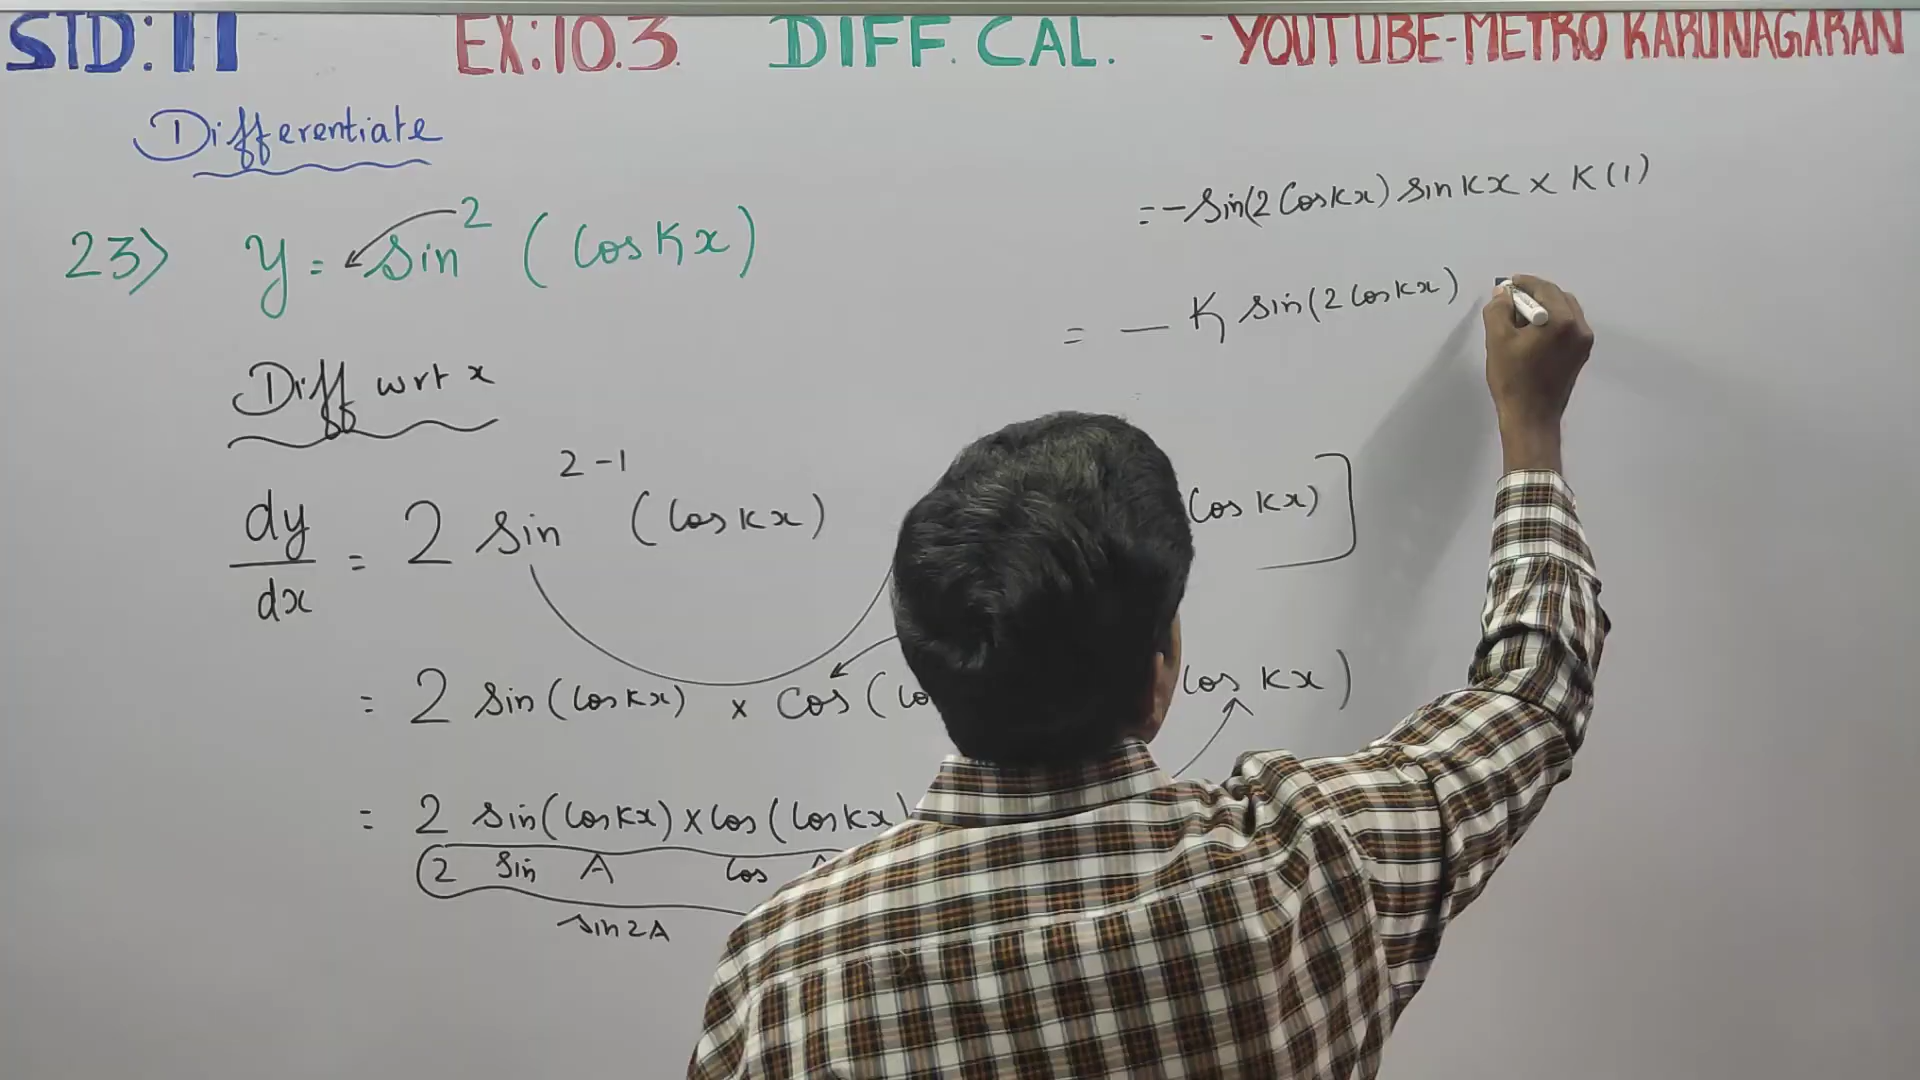 STD: 11 EX: 10.3. DIFF. CAL. - YOUTUBE-METRO KARUNAGARAN
Differentiate
23) y = sin² (cos Kx)
Diff wrt x
dy/dx = 2 sin²⁻¹ (cos Kx) cos Kx) ]
= 2 sin(cos Kx) × cos ( cos Kx)
= 2 sin(cos Kx) × cos (cos Kx)
2 sin A cos
sin 2A
= - sin(2 cos Kx) sin Kx × K (1)
= - K sin(2 cos Kx)